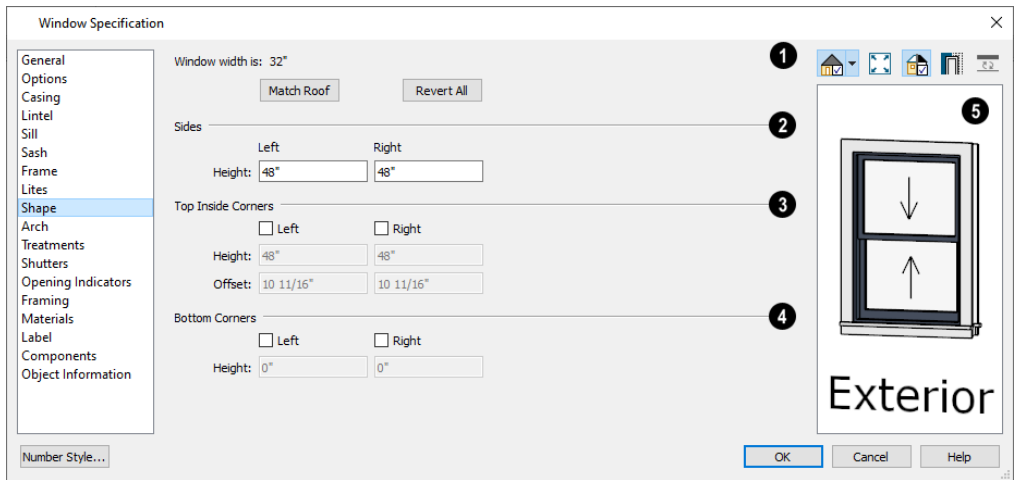 Window Specification
General
Options
Casing
Lintel
Sill
Sash
Frame
Lites
Shape
Arch
Treatments
Shutters
Opening Indicators
Framing
Materials
Label
Components
Object Information
Number Style...
Window width is: 32"
1
Match Roof Revert All
Sides 2
Left Right
Height: 48" 48"
Top Inside Corners 3
Left Right
Height: 48" 48"
Offset: 10 11/16" 10 11/16"
Bottom Corners 4
Left Right
Height: 0" 0"
5
Exterior
OK Cancel Help